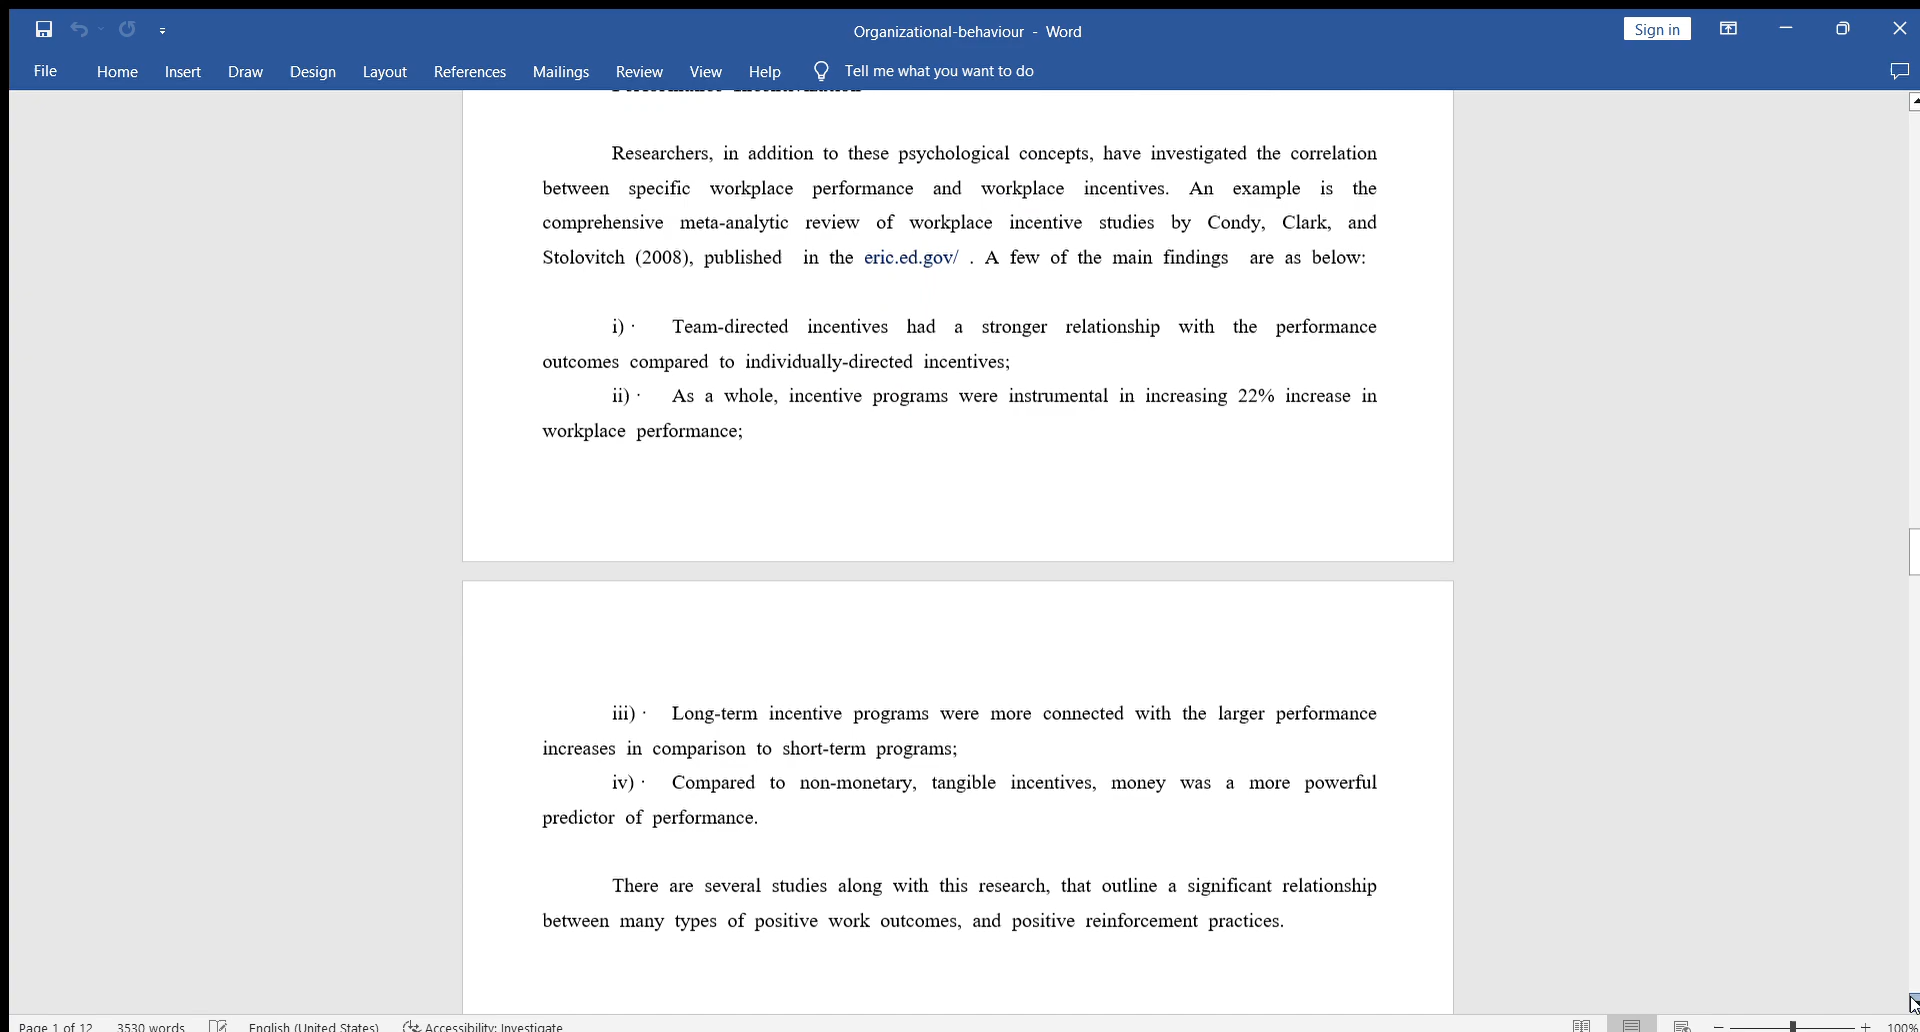 Organizational-behaviour - Word
Sign in
File Home Insert Draw Design Layout References Mailings Review View Help Tell me what you want to do
Researchers, in addition to these psychological concepts, have investigated the correlation
between specific workplace performance and workplace incentives. An example is the
comprehensive meta-analytic review of workplace incentive studies by Condy, Clark, and
Stolovitch (2008), published in the eric.ed.gov/ . A few of the main findings are as below:
i) · Team-directed incentives had a stronger relationship with the performance
outcomes compared to individually-directed incentives;
ii) · As a whole, incentive programs were instrumental in increasing 22% increase in
workplace performance;
iii) · Long-term incentive programs were more connected with the larger performance
increases in comparison to short-term programs;
iv) · Compared to non-monetary, tangible incentives, money was a more powerful
predictor of performance.
There are several studies along with this research, that outline a significant relationship
between many types of positive work outcomes, and positive reinforcement practices.
Page 1 of 12 3530 words English (United States) Accessibility: Investigate 100%